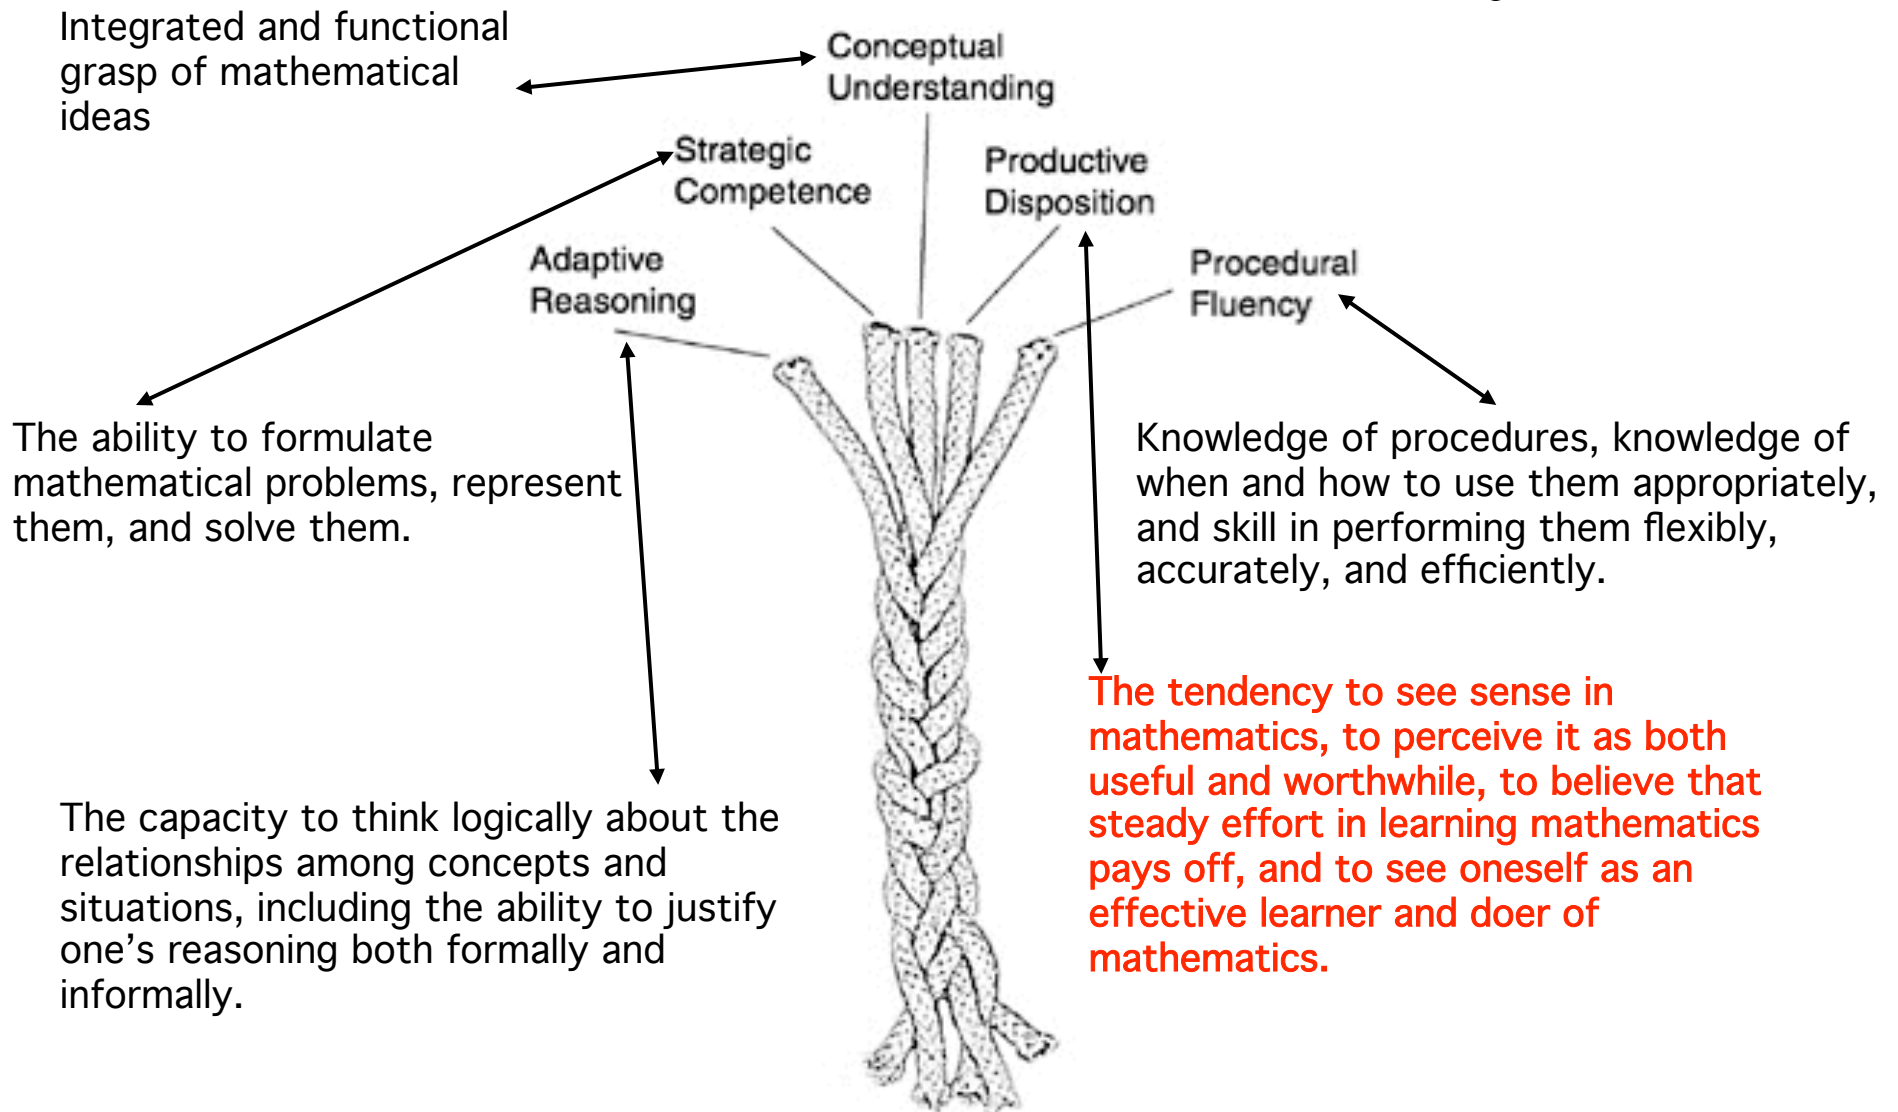 Integrated and functional
grasp of mathematical
ideas
Conceptual
Understanding
Strategic
Competence
Productive
Disposition
Adaptive
Reasoning
Procedural
Fluency
The ability to formulate
mathematical problems, represent
them, and solve them.
Knowledge of procedures, knowledge of
when and how to use them appropriately,
and skill in performing them flexibly,
accurately, and efficiently.
The tendency to see sense in
mathematics, to perceive it as both
useful and worthwhile, to believe that
steady effort in learning mathematics
pays off, and to see oneself as an
effective learner and doer of
mathematics.
The capacity to think logically about the
relationships among concepts and
situations, including the ability to justify
one’s reasoning both formally and
informally.